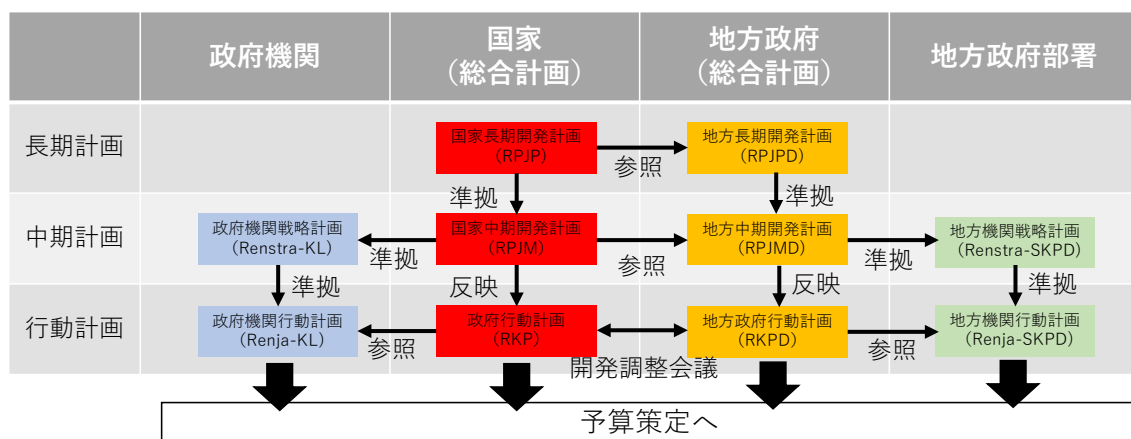 政府機関
国家
（総合計画）
地方政府
（総合計画）
地方政府部署
長期計画
国家長期開発計画
（RPJP）
参照
地方長期開発計画
（RPJPD）
準拠
準拠
中期計画
政府機関戦略計画
(Renstra-KL)
準拠
国家中期開発計画
(RPJM)
参照
地方中期開発計画
(RPJMD)
準拠
地方機関戦略計画
(Renstra-SKPD)
準拠
反映
反映
準拠
行動計画
政府機関行動計画
(Renja-KL)
参照
政府行動計画
(RKP)
開発調整会議
地方政府行動計画
(RKPD)
参照
地方機関行動計画
(Renja-SKPD)
予算策定へ